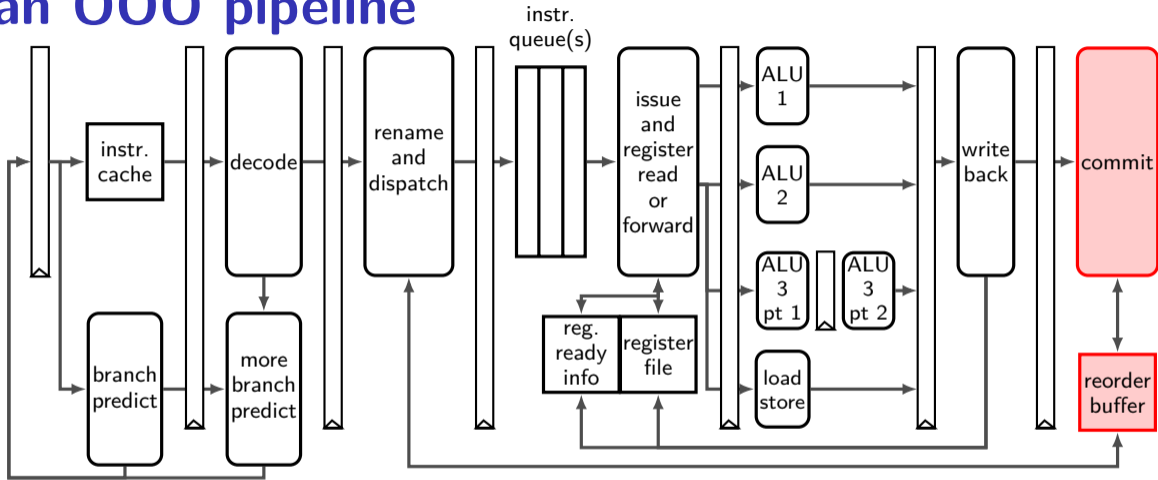 an OOO pipeline
instr.
queue(s)
instr.
cache
decode
rename
and
dispatch
issue
and
register
read
or
forward
ALU
1
ALU
2
ALU
3
pt 1
ALU
3
pt 2
load
store
write
back
commit
branch
predict
more
branch
predict
reg.
ready
info
register
file
reorder
buffer